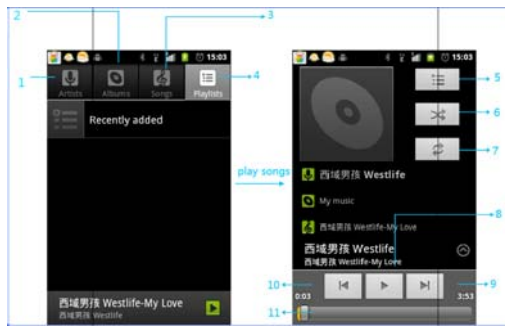 2
3
15:03
15:03
1
Artists
Albums
Songs
Playlists
4
5
Recently added
6
7
play songs
西域男孩 Westlife
My music
8
西域男孩 Westlife-My Love
西域男孩 Westlife
西域男孩 Westlife-My Love
西域男孩 Westlife-My Love
西域男孩 Westlife
10
9
0:03
3:53
11